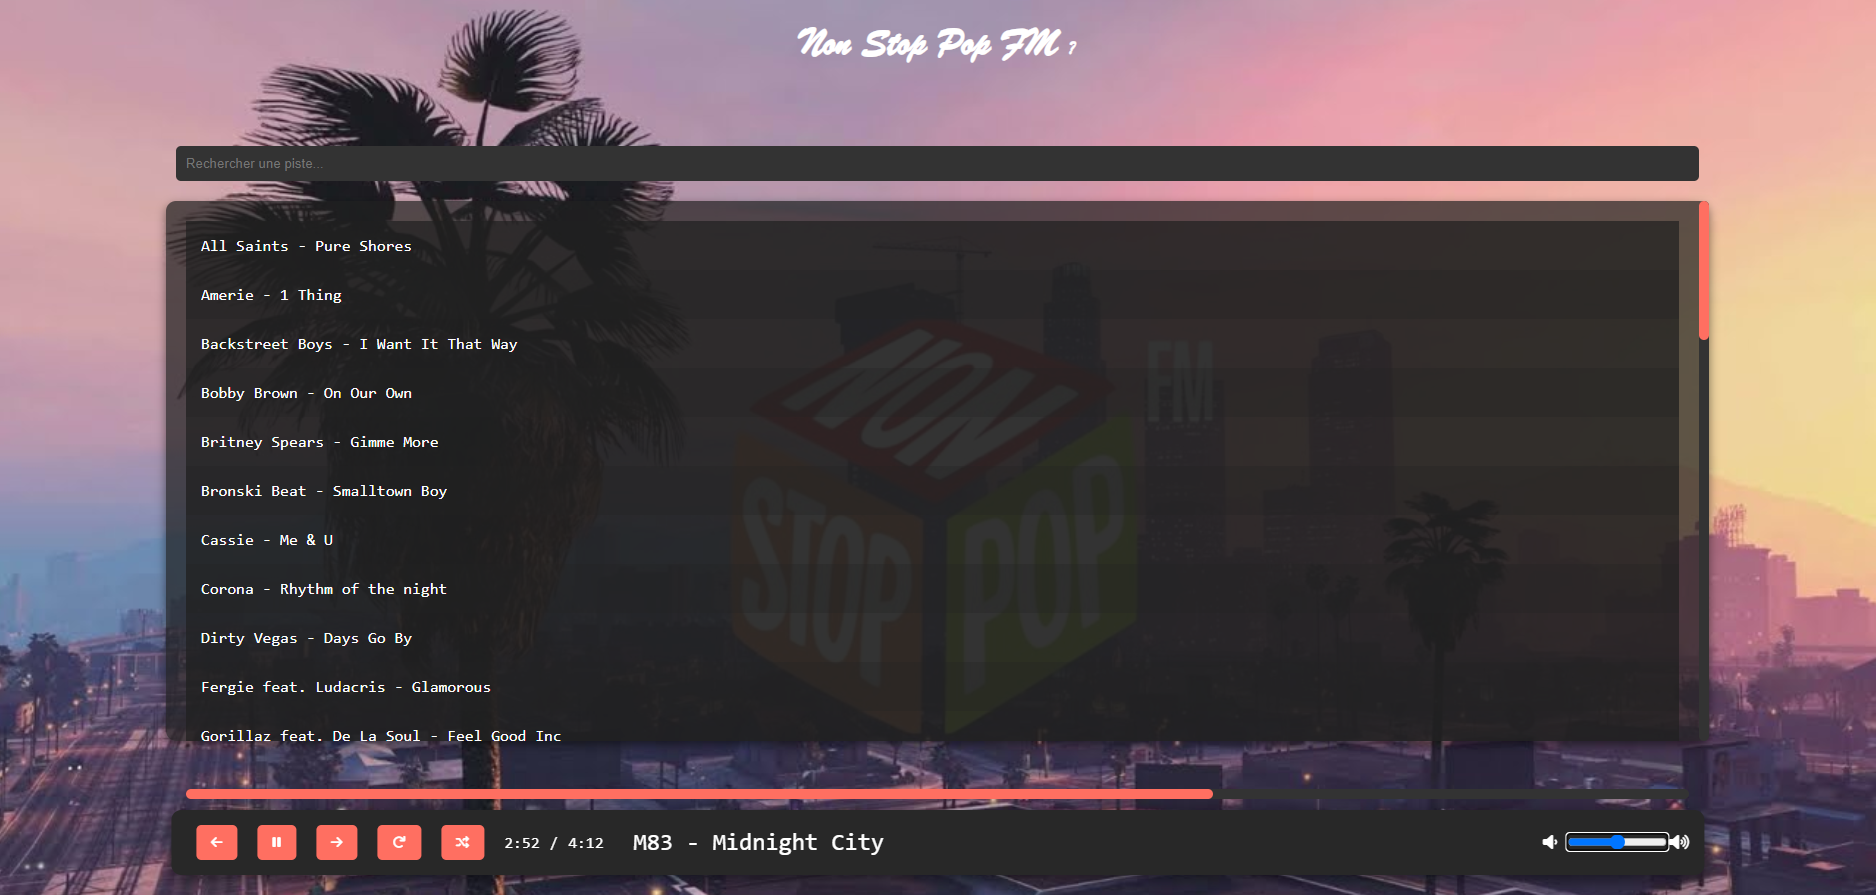 Non Stop Pop FM ?
Rechercher une piste...
All Saints - Pure Shores
Amerie - 1 Thing
Backstreet Boys - I Want It That Way
Bobby Brown - On Our Own
Britney Spears - Gimme More
Bronski Beat - Smalltown Boy
Cassie - Me & U
Corona - Rhythm of the night
Dirty Vegas - Days Go By
Fergie feat. Ludacris - Glamorous
Gorillaz feat. De La Soul - Feel Good Inc
NON
STOP POP
FM
2:52 / 4:12 M83 - Midnight City